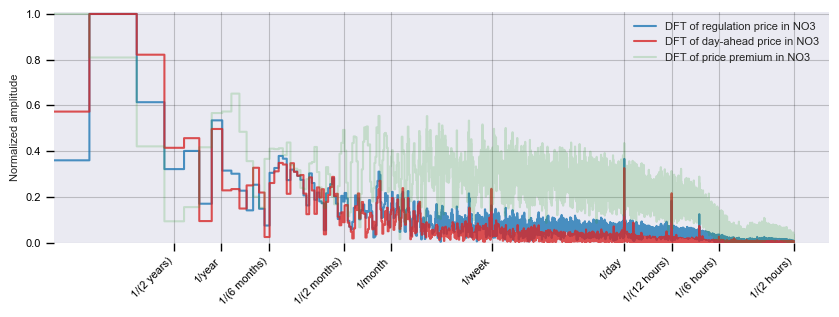 1.0
0.8
0.6
0.4
0.2
0.0
Normalized amplitude
DFT of regulation price in NO3
DFT of day-ahead price in NO3
DFT of price premium in NO3
1/(2 years)
1/year
1/(6 months)
1/(2 months)
1/month
1/week
1/day
1/(12 hours)
1/(6 hours)
1/(2 hours)